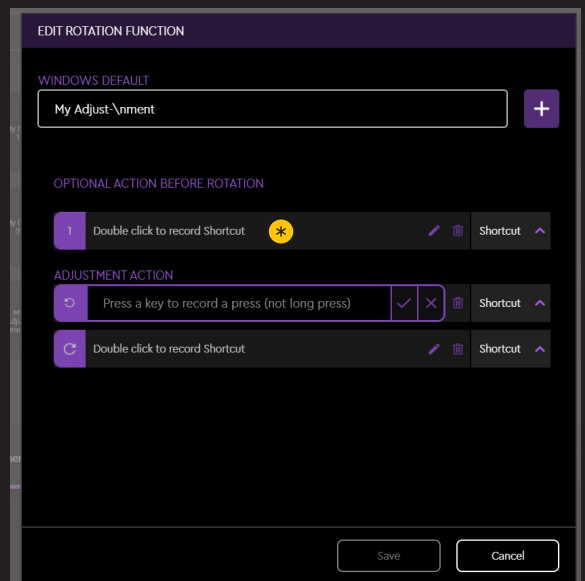 EDIT ROTATION FUNCTION
WINDOWS DEFAULT
My Adjust-\nment
+
OPTIONAL ACTION BEFORE ROTATION
1 Double click to record Shortcut * Shortcut
ADJUSTMENT ACTION
Press a key to record a press (not long press) Shortcut
Double click to record Shortcut Shortcut
Save Cancel